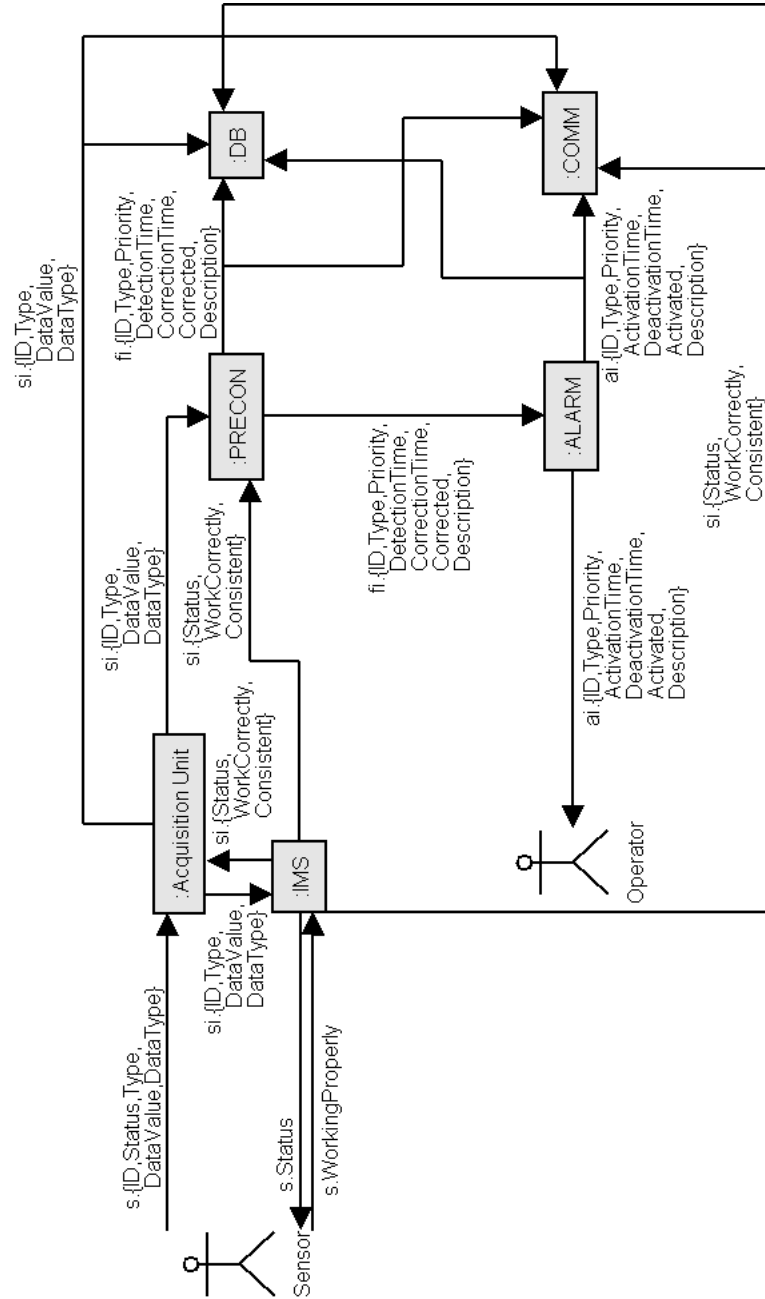 si.{ID,Type,
DataValue,
DataType}
s.{ID,Status,Type,
DataValue,DataType}
:Acquisition Unit
si.{ID,Type,
DataValue,
DataType}
fi.{ID,Type,Priority,
DetectionTime,
CorrectionTime,
Corrected,
Description}
:DB
si.{Status,
WorkCorrectly,
Consistent}
:PRECON
si.{Status,
WorkCorrectly,
Consistent}
si.{ID,Type,
DataValue,
DataType}
:IMS
Sensor
s.Status
s.WorkingProperly
fi.{ID,Type,Priority,
DetectionTime,
CorrectionTime,
Corrected,
Description}
:ALARM
:COMM
Operator
ai.{ID,Type,Priority,
ActivationTime,
DeactivationTime,
Activated,
Description}
ai.{ID,Type,Priority,
ActivationTime,
DeactivationTime,
Activated,
Description}
si.{Status,
WorkCorrectly,
Consistent}